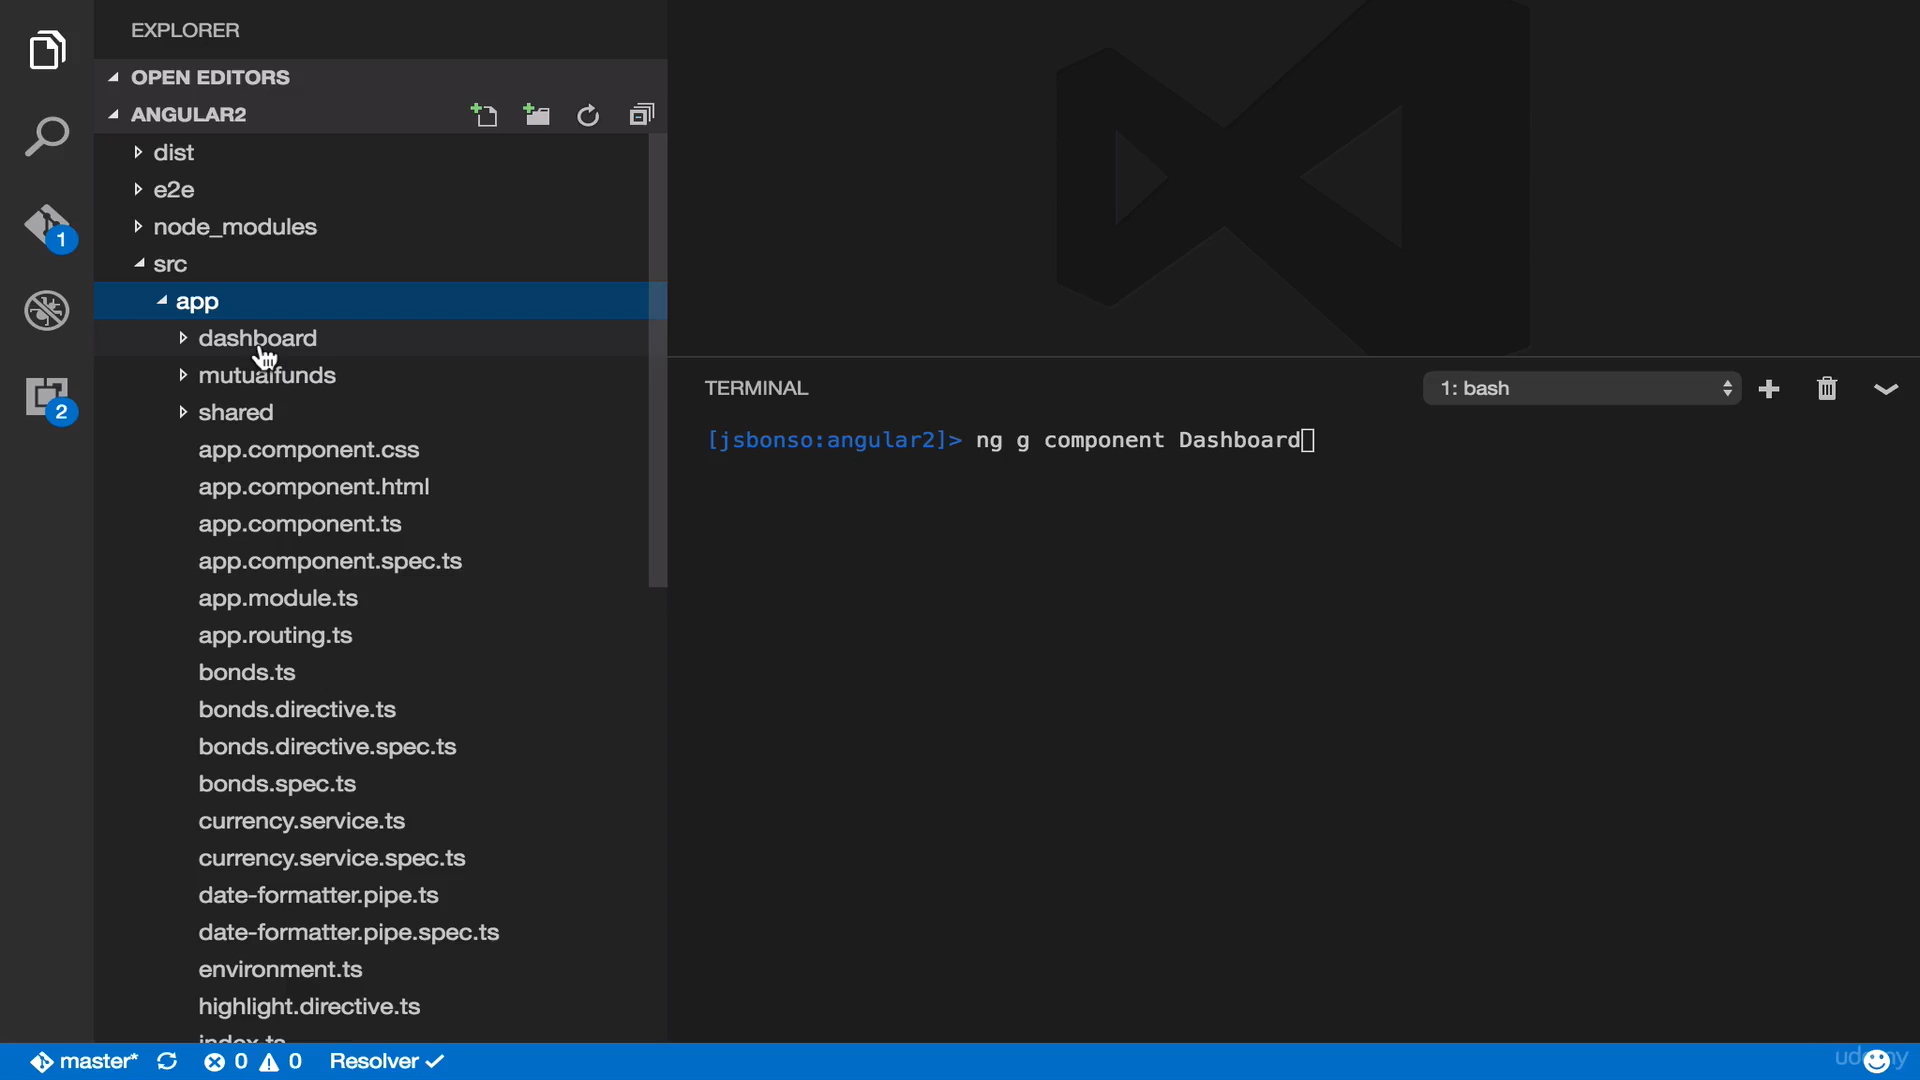 EXPLORER
OPEN EDITORS
ANGULAR2
dist
e2e
node_modules
src
app
dashboard
mutualfunds
shared
app.component.css
app.component.html
app.component.ts
app.component.spec.ts
app.module.ts
app.routing.ts
bonds.ts
bonds.directive.ts
bonds.directive.spec.ts
bonds.spec.ts
currency.service.ts
currency.service.spec.ts
date-formatter.pipe.ts
date-formatter.pipe.spec.ts
environment.ts
highlight.directive.ts
index.ts
1
2
TERMINAL
1: bash
[jsbonso:angular2]> ng g component Dashboard
master*
0
0
Resolver
udemy